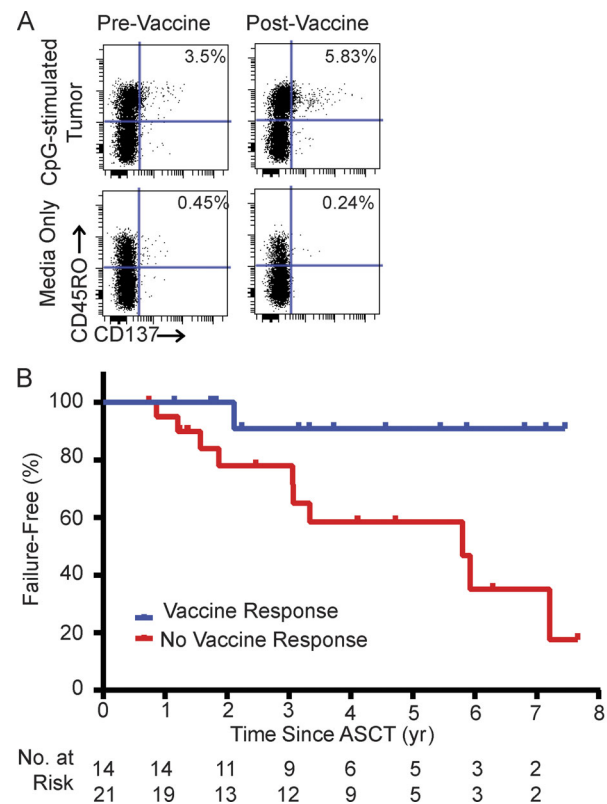 A
Pre-Vaccine
Post-Vaccine
CpG-stimulated
Tumor
3.5%
5.83%
Media Only
0.45%
0.24%
CD45RO
CD137
B
Failure-Free (%)
100
80
60
40
20
0
Vaccine Response
No Vaccine Response
0 1 2 3 4 5 6 7 8
Time Since ASCT (yr)
No. at
Risk
14 14 11 9 6 5 3 2
21 19 13 12 9 5 3 2